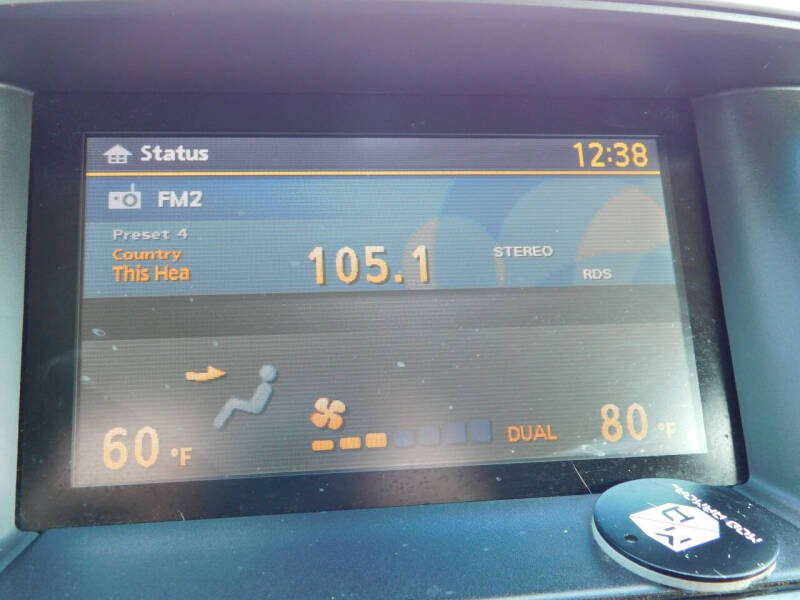 Status 12:38
FM2
Preset 4
Country
This Hea
105.1
STEREO
RDS
60 °F
DUAL
80 °F